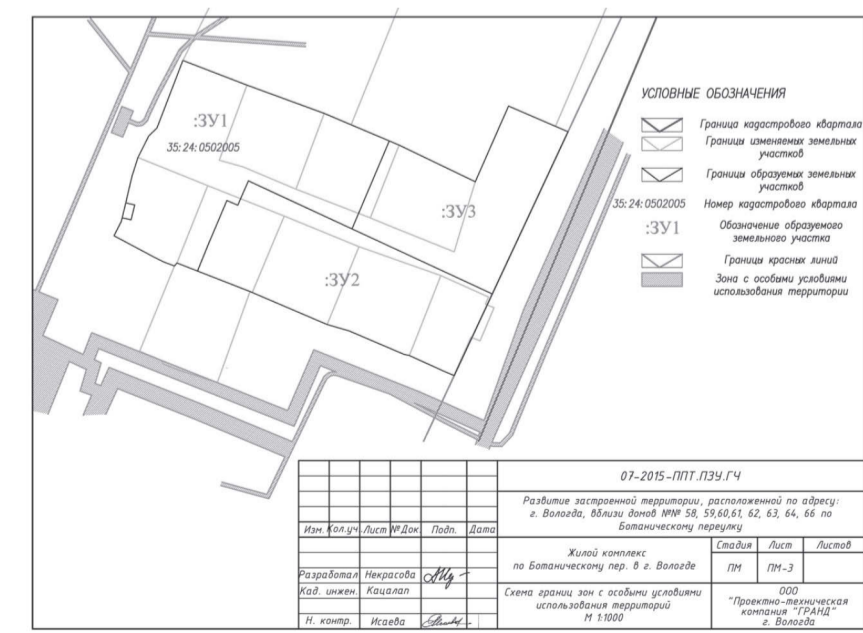 :ЗУ1
35:24:0502005
:ЗУ3
:ЗУ2
УСЛОВНЫЕ ОБОЗНАЧЕНИЯ
Граница кадастрового квартала
Границы изменяемых земельных
участков
Границы образуемых земельных
участков
35:24:0502005 Номер кадастрового квартала
:ЗУ1 Обозначение образуемого
земельного участка
Границы красных линий
Зона с особыми условиями
использования территории
07-2015-ППТ.ПЗУ.ГЧ
Развитие застроенной территории, расположенной по адресу:
г. Вологда, вблизи домов №№ 58, 59,60,61, 62, 63, 64, 66 по
Ботаническому переулку
Изм. Кол.уч. Лист №Док. Подп. Дата
Жилой комплекс
по Ботаническому пер. в г. Вологде
Стадия Лист Листов
ПМ ПМ-3
Разработал Некрасова
Кад. инжен. Кацалап
Н. контр. Исаева
Схема границ зон с особыми условиями
использования территорий
М 1:1000
ООО
"Проектно-техническая
компания "ГРАНД"
г. Вологда